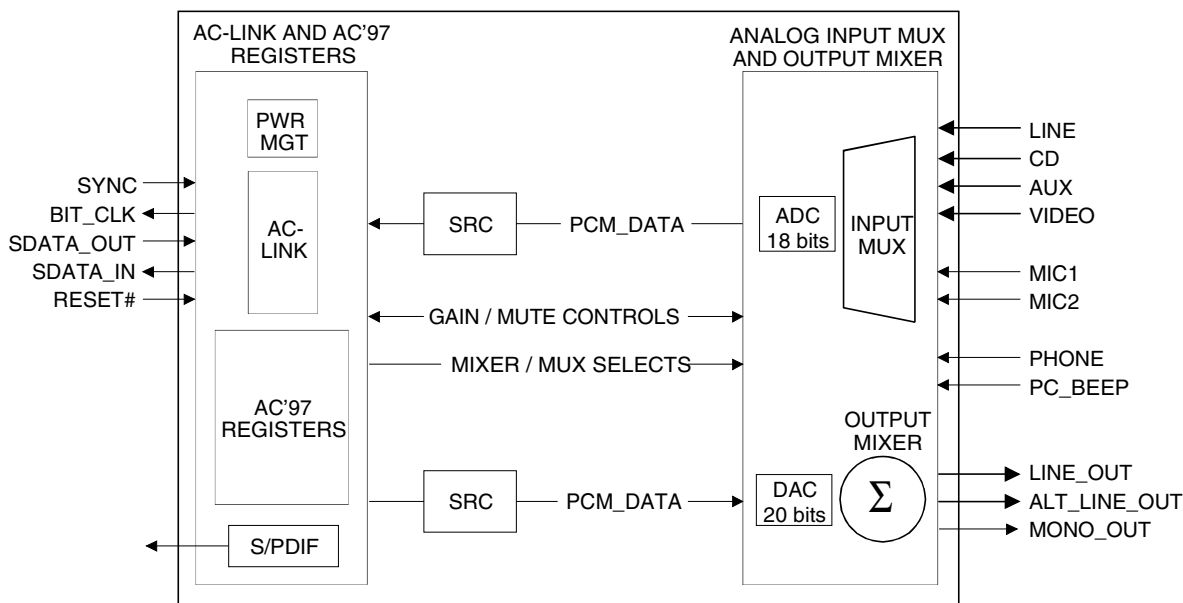 AC-LINK AND AC'97
REGISTERS
PWR
MGT
SYNC
BIT_CLK
SDATA_OUT
SDATA_IN
RESET#
AC-
LINK
AC'97
REGISTERS
S/PDIF
SRC
PCM_DATA
GAIN / MUTE CONTROLS
MIXER / MUX SELECTS
SRC
PCM_DATA
ANALOG INPUT MUX
AND OUTPUT MIXER
ADC
18 bits
INPUT
MUX
OUTPUT
MIXER
DAC
20 bits
Σ
LINE
CD
AUX
VIDEO
MIC1
MIC2
PHONE
PC_BEEP
LINE_OUT
ALT_LINE_OUT
MONO_OUT